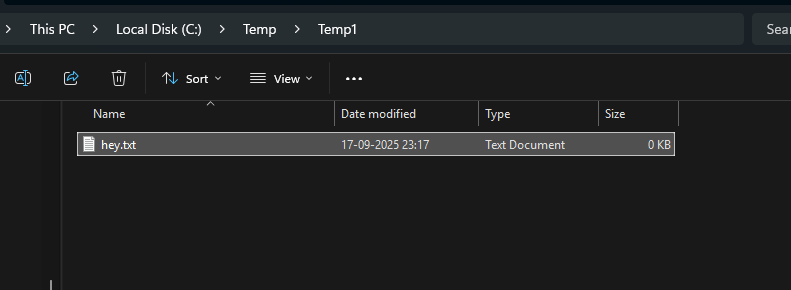 This PC > Local Disk (C:) > Temp > Temp1
Sort View ...
Name Date modified Type Size
hey.txt 17-09-2025 23:17 Text Document 0 KB